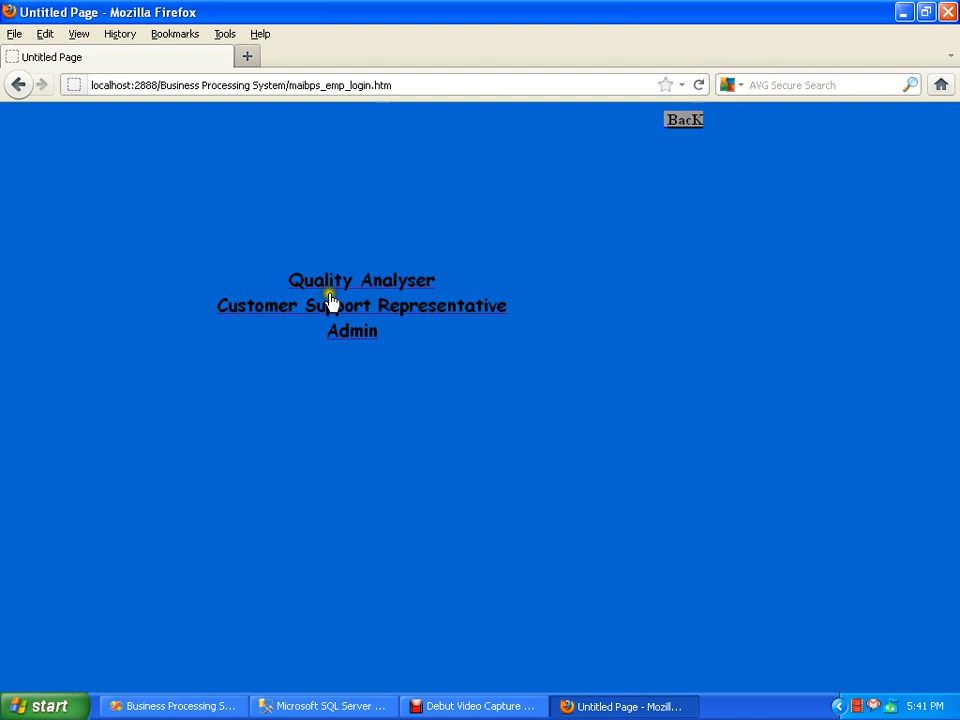 Untitled Page - Mozilla Firefox
File Edit View History Bookmarks Tools Help
Untitled Page
localhost:2888/Business Processing System/maibps_emp_login.htm
AVG Secure Search
BacK
Quality Analyser
Customer Support Representative
Admin
start
Business Processing S...
Microsoft SQL Server ...
Debut Video Capture ...
Untitled Page - Mozill...
5:41 PM